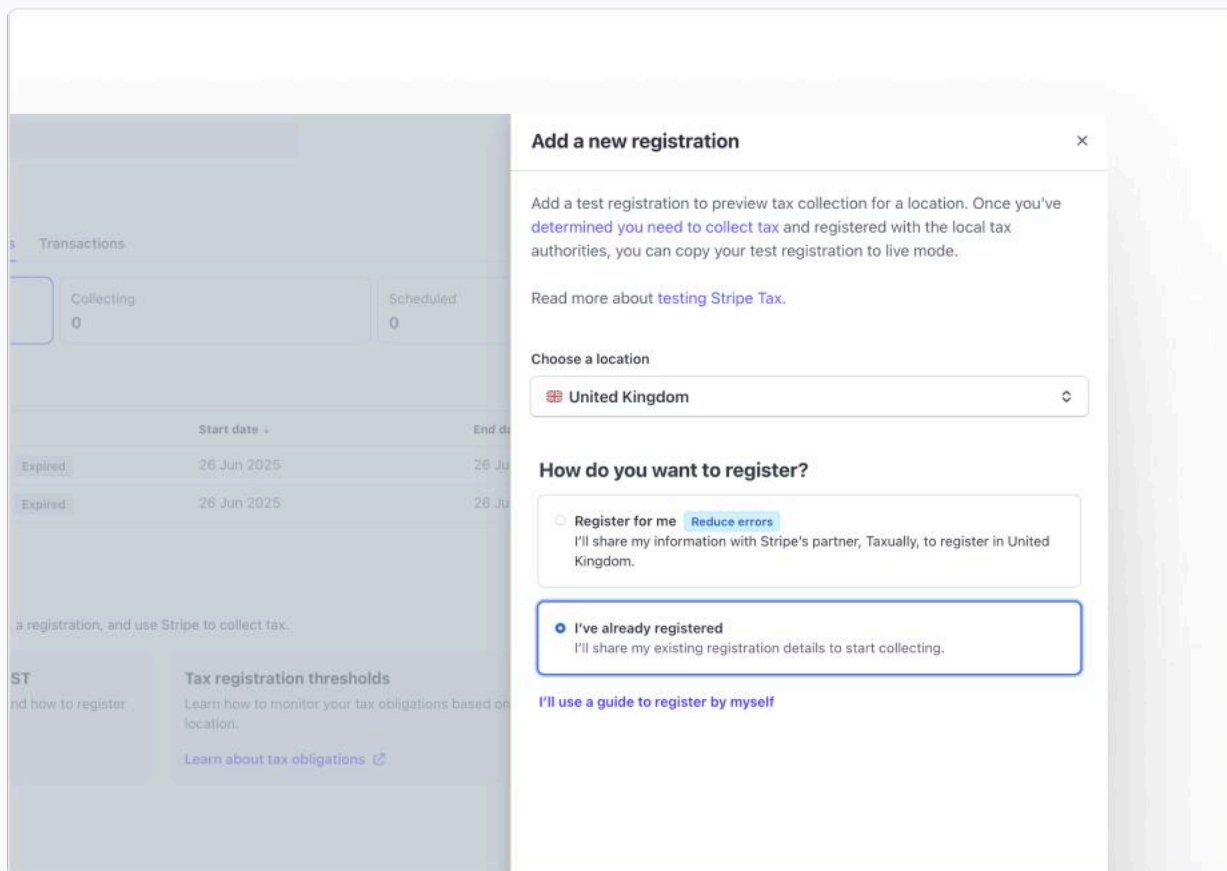 Add a new registration
Add a test registration to preview tax collection for a location. Once you've
determined you need to collect tax and registered with the local tax
authorities, you can copy your test registration to live mode.
Read more about testing Stripe Tax.
Choose a location
United Kingdom
How do you want to register?
Register for me Reduce errors
I'll share my information with Stripe's partner, Taxually, to register in United
Kingdom.
I've already registered
I'll share my existing registration details to start collecting.
I'll use a guide to register by myself
s Transactions
Collecting
0
Scheduled
0
Start date ↓ End da
Expired 26 Jun 2025 26 Ju
Expired 26 Jun 2025 26 Ju
a registration, and use Stripe to collect tax.
ST
nd how to register
Tax registration thresholds
Learn how to monitor your tax obligations based on
location.
Learn about tax obligations